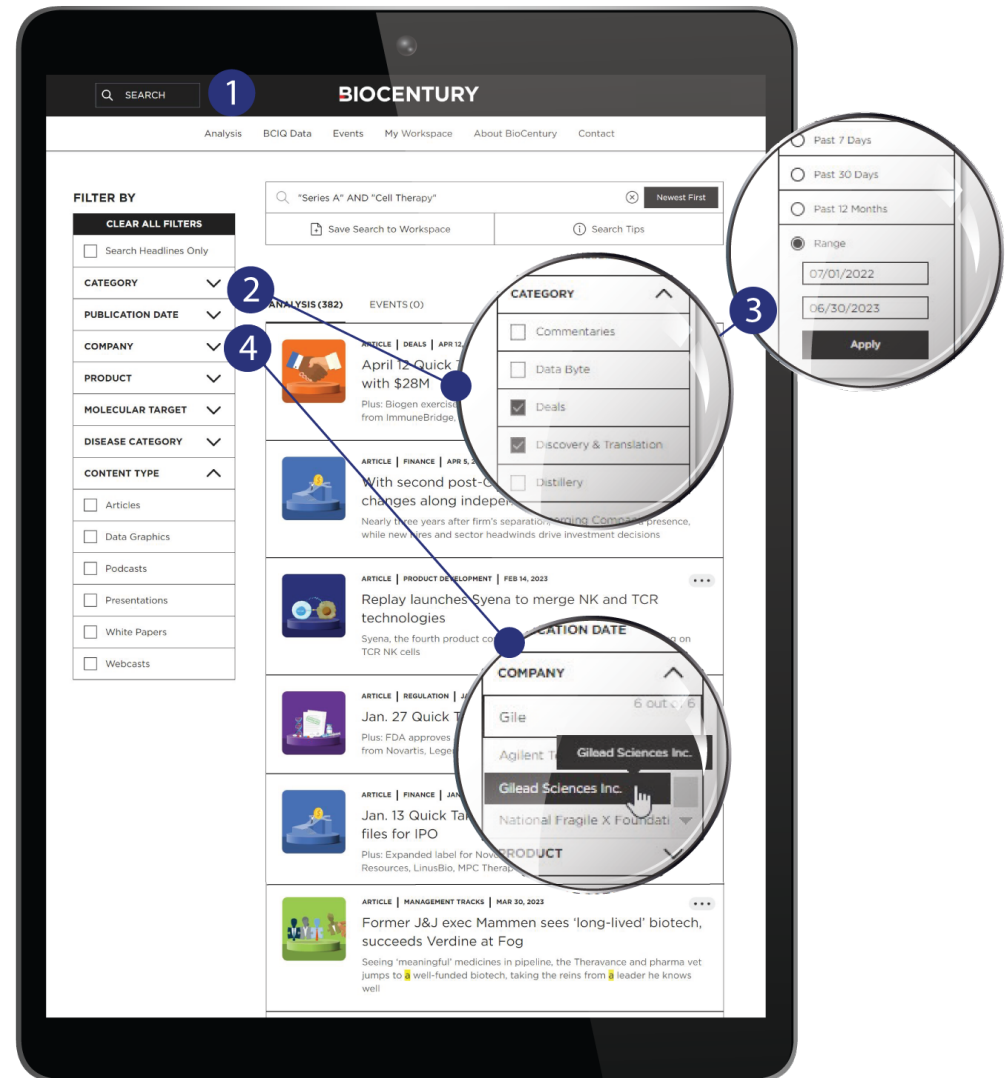 SEARCH
1
BIOCENTURY
Analysis BCIQ Data Events My Workspace About BioCentury Contact
FILTER BY
CLEAR ALL FILTERS
Search Headlines Only
CATEGORY
2
PUBLICATION DATE
COMPANY
4
PRODUCT
MOLECULAR TARGET
DISEASE CATEGORY
CONTENT TYPE
Articles
Data Graphics
Podcasts
Presentations
White Papers
Webcasts
"Series A" AND "Cell Therapy"
Newest First
Save Search to Workspace
Search Tips
ANALYSIS (382) EVENTS (0)
ARTICLE | DEALS | APR 12,
April 12 Quick
with $28M
Plus: Biogen
from ImmuneBridge,
ARTICLE | FINANCE | APR 5,
With second
changes along
Nearly three years after firm's separation, presence,
while new hires and sector headwinds drive investment decisions
ARTICLE | PRODUCT DEVELOPMENT | FEB 14, 2023
Replay launches Syena to merge NK and TCR
technologies
Syena, the fourth product on
TCR NK cells
ARTICLE | REGULATION
Jan. 27 Quick
Plus: FDA approves
from Novartis,
ARTICLE | FINANCE |
Jan. 13 Quick
files for IPO
Plus: Expanded label for
Resources, LinusBio, MPC
ARTICLE | MANAGEMENT TRACKS | MAR 30, 2023
Former J&J exec Mammen sees 'long-lived' biotech,
succeeds Verdine at Fog
Seeing 'meaningful' medicines in pipeline, the Theravance and pharma vet
jumps to a well-funded biotech, taking the reins from a leader he knows
well
CATEGORY
Commentaries
Data Byte
Deals
Discovery & Translation
Distillery
3
Past 7 Days
Past 30 Days
Past 12 Months
Range
07/01/2022
06/30/2023
Apply
DATE
COMPANY
6 out of 6
Gile
Agilent
Gilead Sciences Inc.
Gilead Sciences Inc.
National Fragile X Foundati
PRODUCT